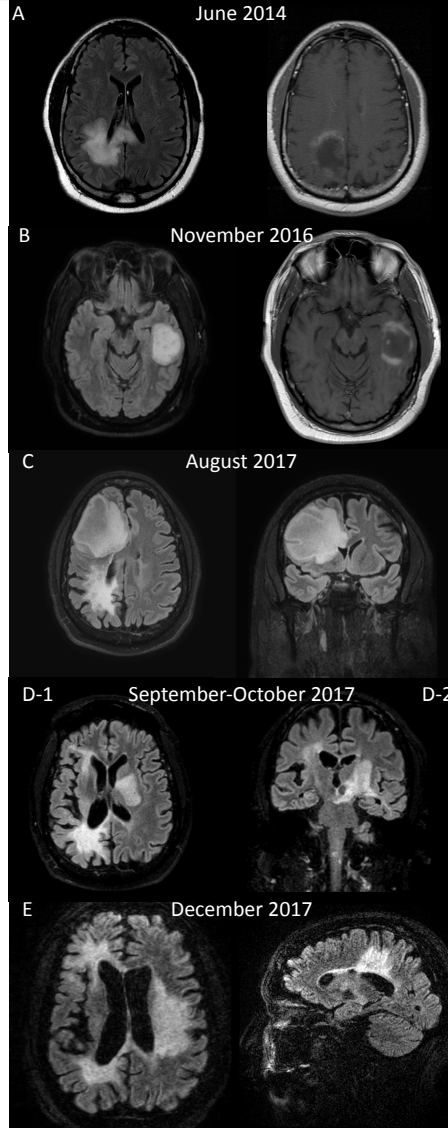 A June 2014
B November 2016
C August 2017
D-1 September-October 2017 D-2
E December 2017